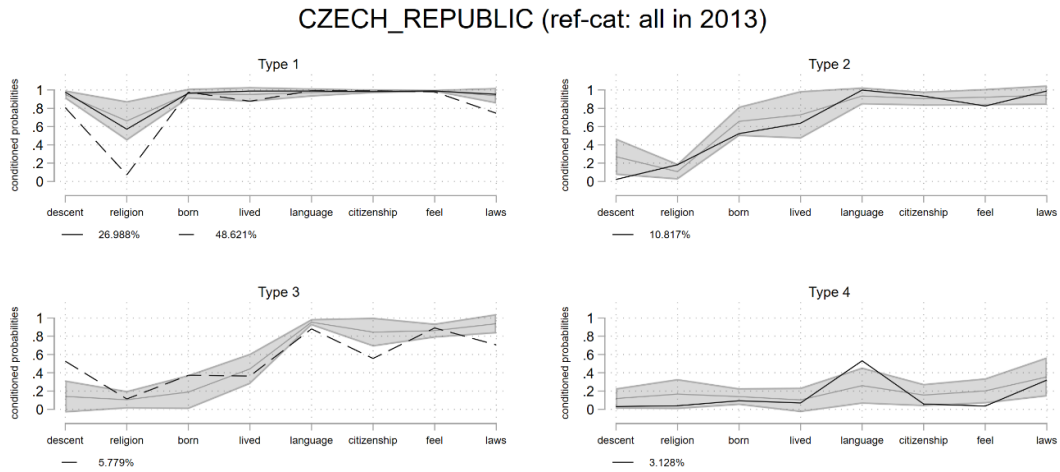 CZECH_REPUBLIC (ref-cat: all in 2013)
Type 1
conditioned probabilities
1
.8
.6
.4
.2
0
descent religion born lived language citizenship feel laws
26.988% 48.621%
Type 2
conditioned probabilities
1
.8
.6
.4
.2
0
descent religion born lived language citizenship feel laws
10.817%
Type 3
conditioned probabilities
1
.8
.6
.4
.2
0
descent religion born lived language citizenship feel laws
5.779%
Type 4
conditioned probabilities
1
.8
.6
.4
.2
0
descent religion born lived language citizenship feel laws
3.128%